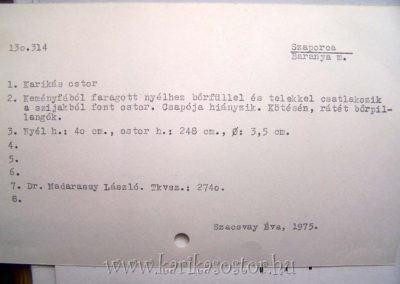 13o.314
Szaporca
Baranya m.
1. Karikás ostor
2. Keményfából faragott nyélhez bőrfüllel és telekkel csatlakozik
a szíjakból font ostor. Csapója hiányzik. Kötésén, rátét bőrpil-
langók.
3. Nyél h.: 4o cm., ostor h.: 248 cm., Ø: 3,5 cm.
4.
5.
6.
7. Dr. Madarassy László. Tkvsz.: 274o.
8.
Szacsvay Éva, 1975.
www.karikasostor.hu